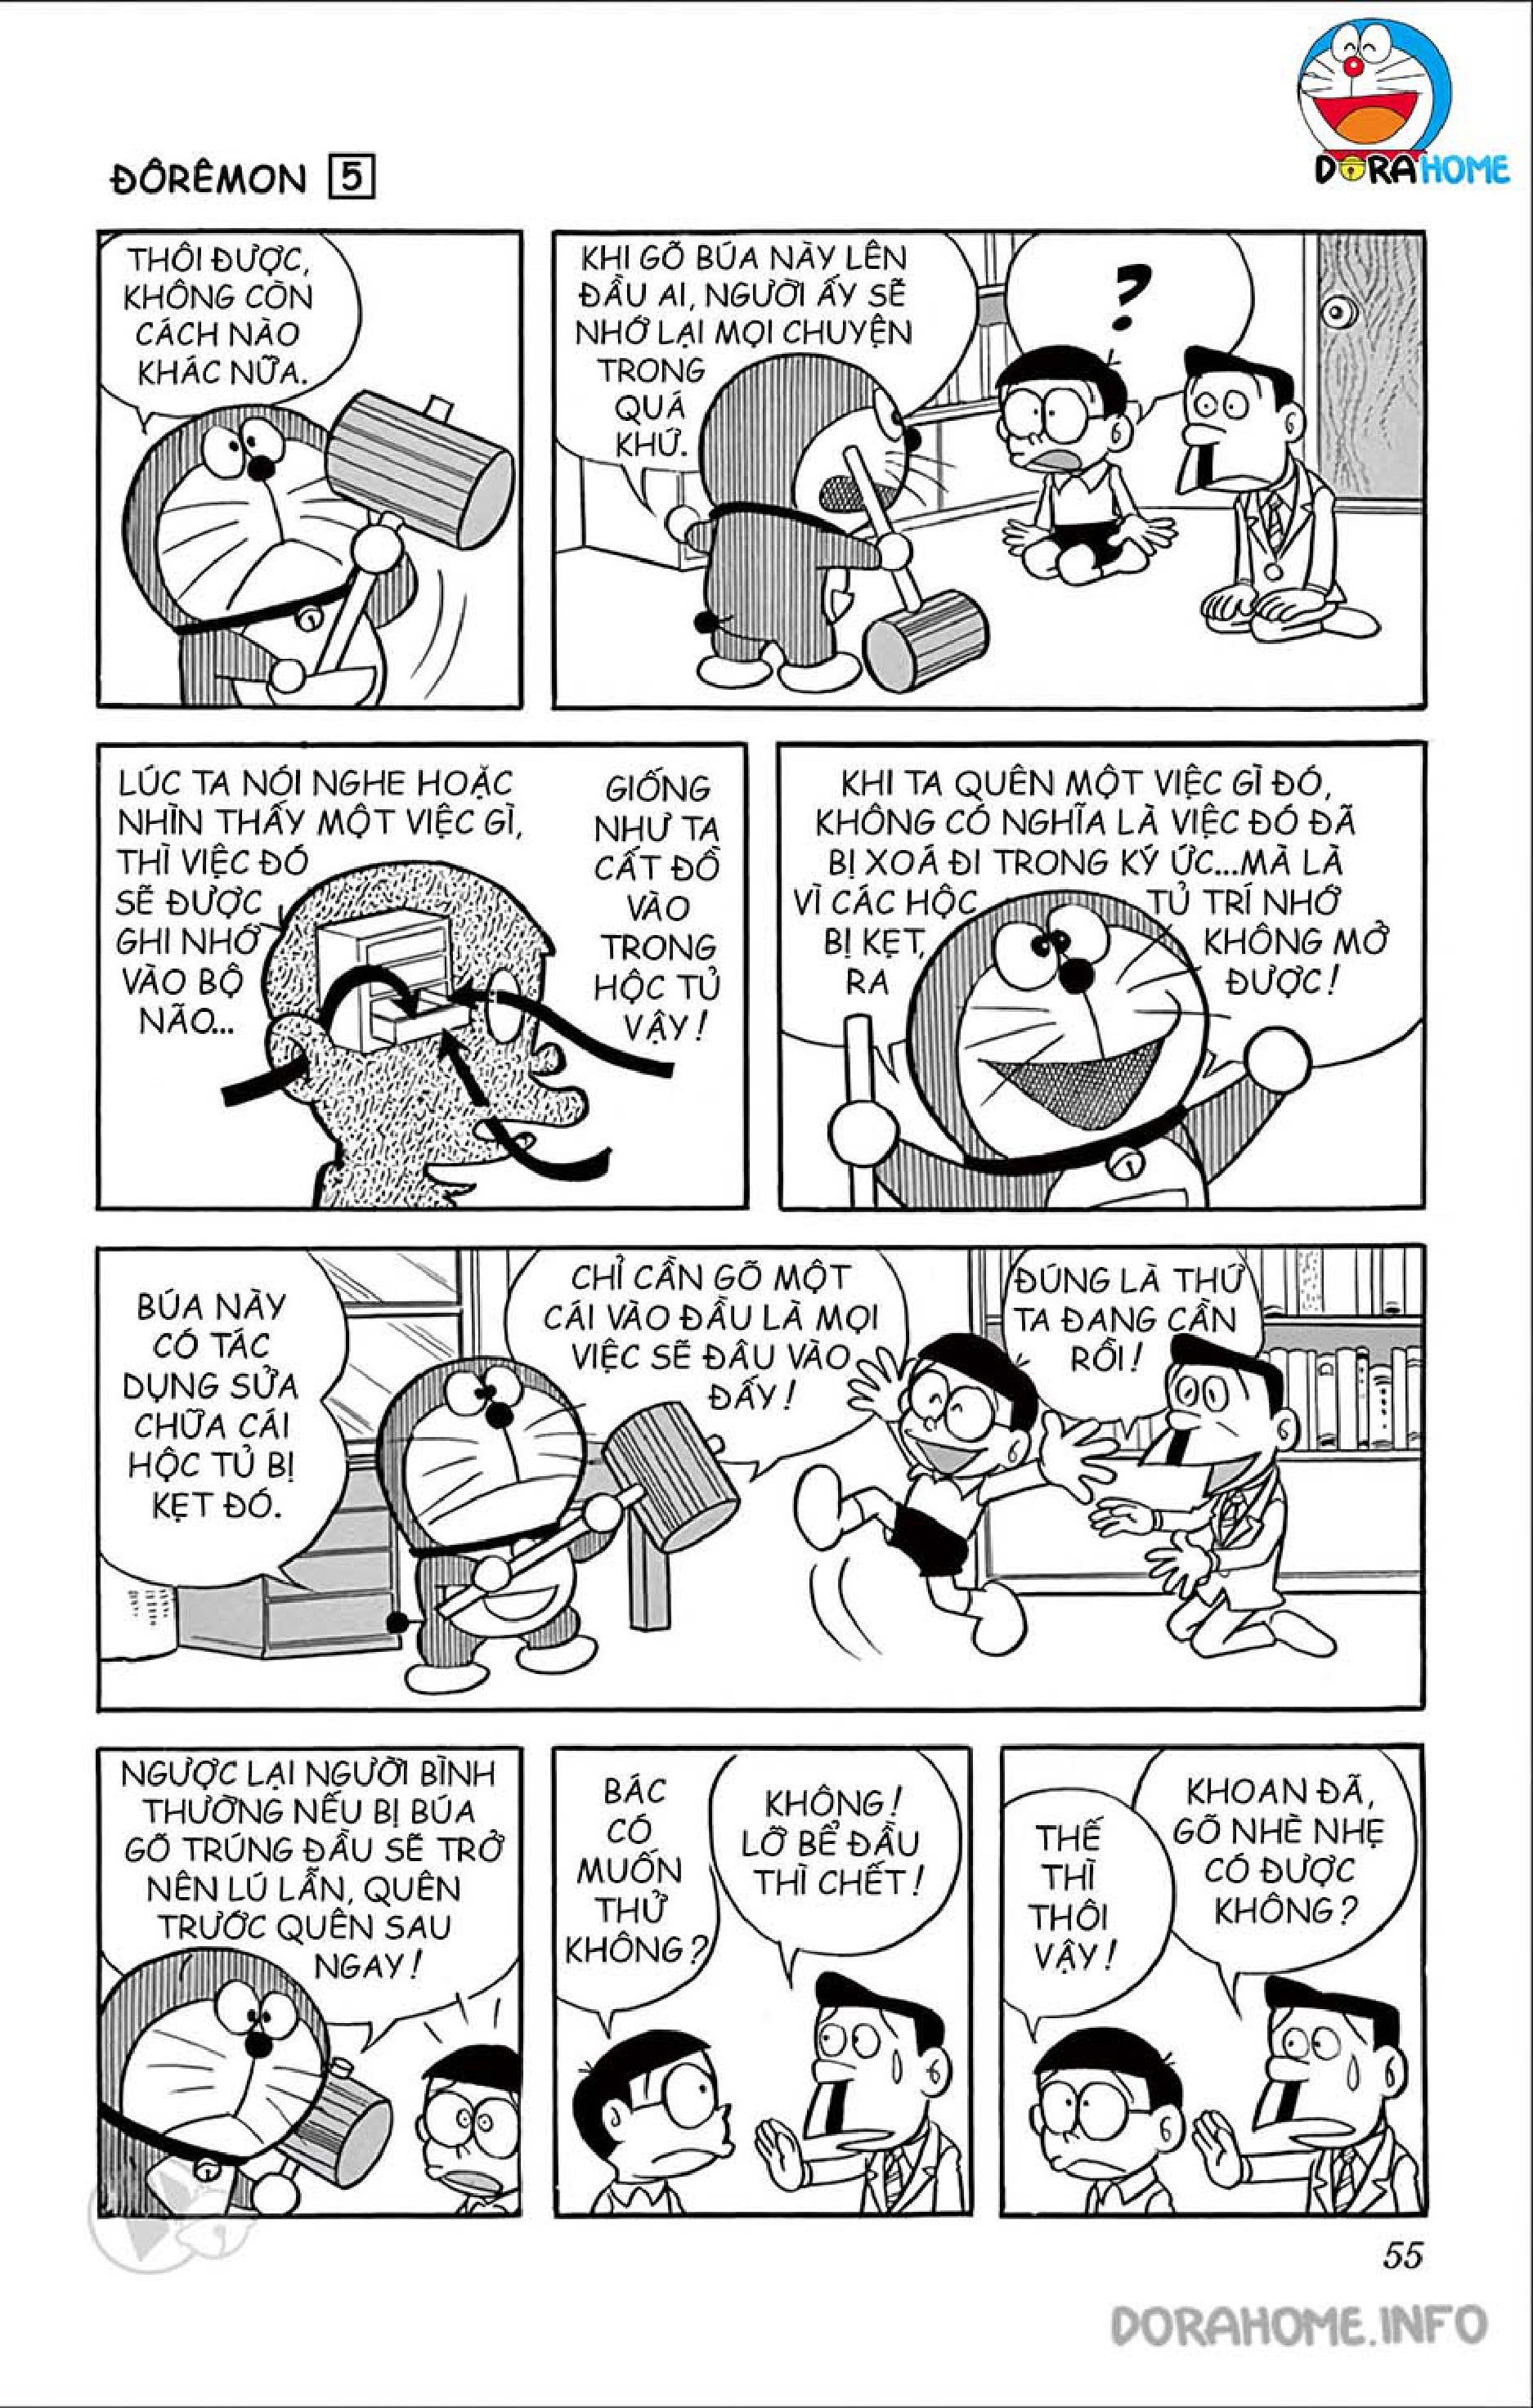 DORAHOME
ĐÔRÊMON 5
THÔI ĐƯỢC,
KHÔNG CÒN
CÁCH NÀO
KHÁC NỮA.
KHI GÕ BÚA NÀY LÊN
ĐẦU AI, NGƯỜI ẤY SẼ
NHỚ LẠI MỌI CHUYỆN
TRONG
QUÁ
KHỨ.
?
LÚC TA NÓI NGHE HOẶC
NHÌN THẤY MỘT VIỆC GÌ,
THÌ VIỆC ĐÓ
SẼ ĐƯỢC
GHI NHỚ
VÀO BỘ
NÃO...
GIỐNG
NHƯ TA
CẤT ĐỒ
VÀO
TRONG
HỘC TỦ
VẬY!
KHI TA QUÊN MỘT VIỆC GÌ ĐÓ,
KHÔNG CÓ NGHĨA LÀ VIỆC ĐÓ ĐÃ
BỊ XOÁ ĐI TRONG KÝ ỨC...MÀ LÀ
VÌ CÁC HỘC TỦ TRÍ NHỚ
BỊ KẸT, KHÔNG MỞ
RA ĐƯỢC!
BÚA NÀY
CÓ TÁC
DỤNG SỬA
CHỮA CÁI
HỘC TỦ BỊ
KẸT ĐÓ.
CHỈ CẦN GÕ MỘT
CÁI VÀO ĐẦU LÀ MỌI
VIỆC SẼ ĐÂU VÀO
ĐẤY!
ĐÚNG LÀ THỨ
TA ĐANG CẦN
RỒI!
NGƯỢC LẠI NGƯỜI BÌNH
THƯỜNG NẾU BỊ BÚA
GÕ TRÚNG ĐẦU SẼ TRỞ
NÊN LÚ LẪN, QUÊN
TRƯỚC QUÊN SAU
NGAY!
BÁC
CÓ
MUỐN
THỬ
KHÔNG?
KHÔNG!
LỠ BỂ ĐẦU
THÌ CHẾT!
THẾ
THÌ
THÔI
VẬY!
KHOAN ĐÃ,
GÕ NHÈ NHẸ
CÓ ĐƯỢC
KHÔNG?
55
DORAHOME.INFO